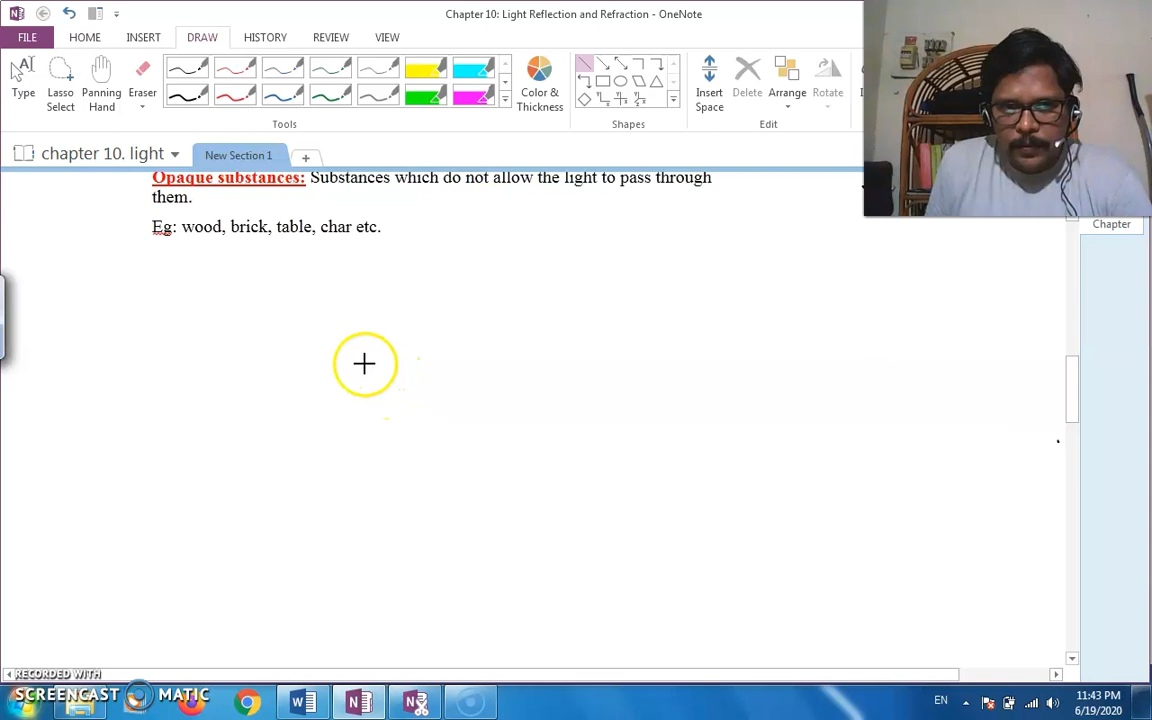 Chapter 10: Light Reflection and Refraction - OneNote
FILE HOME INSERT DRAW HISTORY REVIEW VIEW
Type
Lasso Select
Panning Hand
Eraser
Color & Thickness
Insert Space
Delete
Arrange
Rotate
Tools
Shapes
Edit
chapter 10. light
New Section 1
Opaque substances: Substances which do not allow the light to pass through
them.
Eg: wood, brick, table, char etc.
Chapter
RECORDED WITH
SCREENCAST MATIC
EN
11:43 PM
6/19/2020